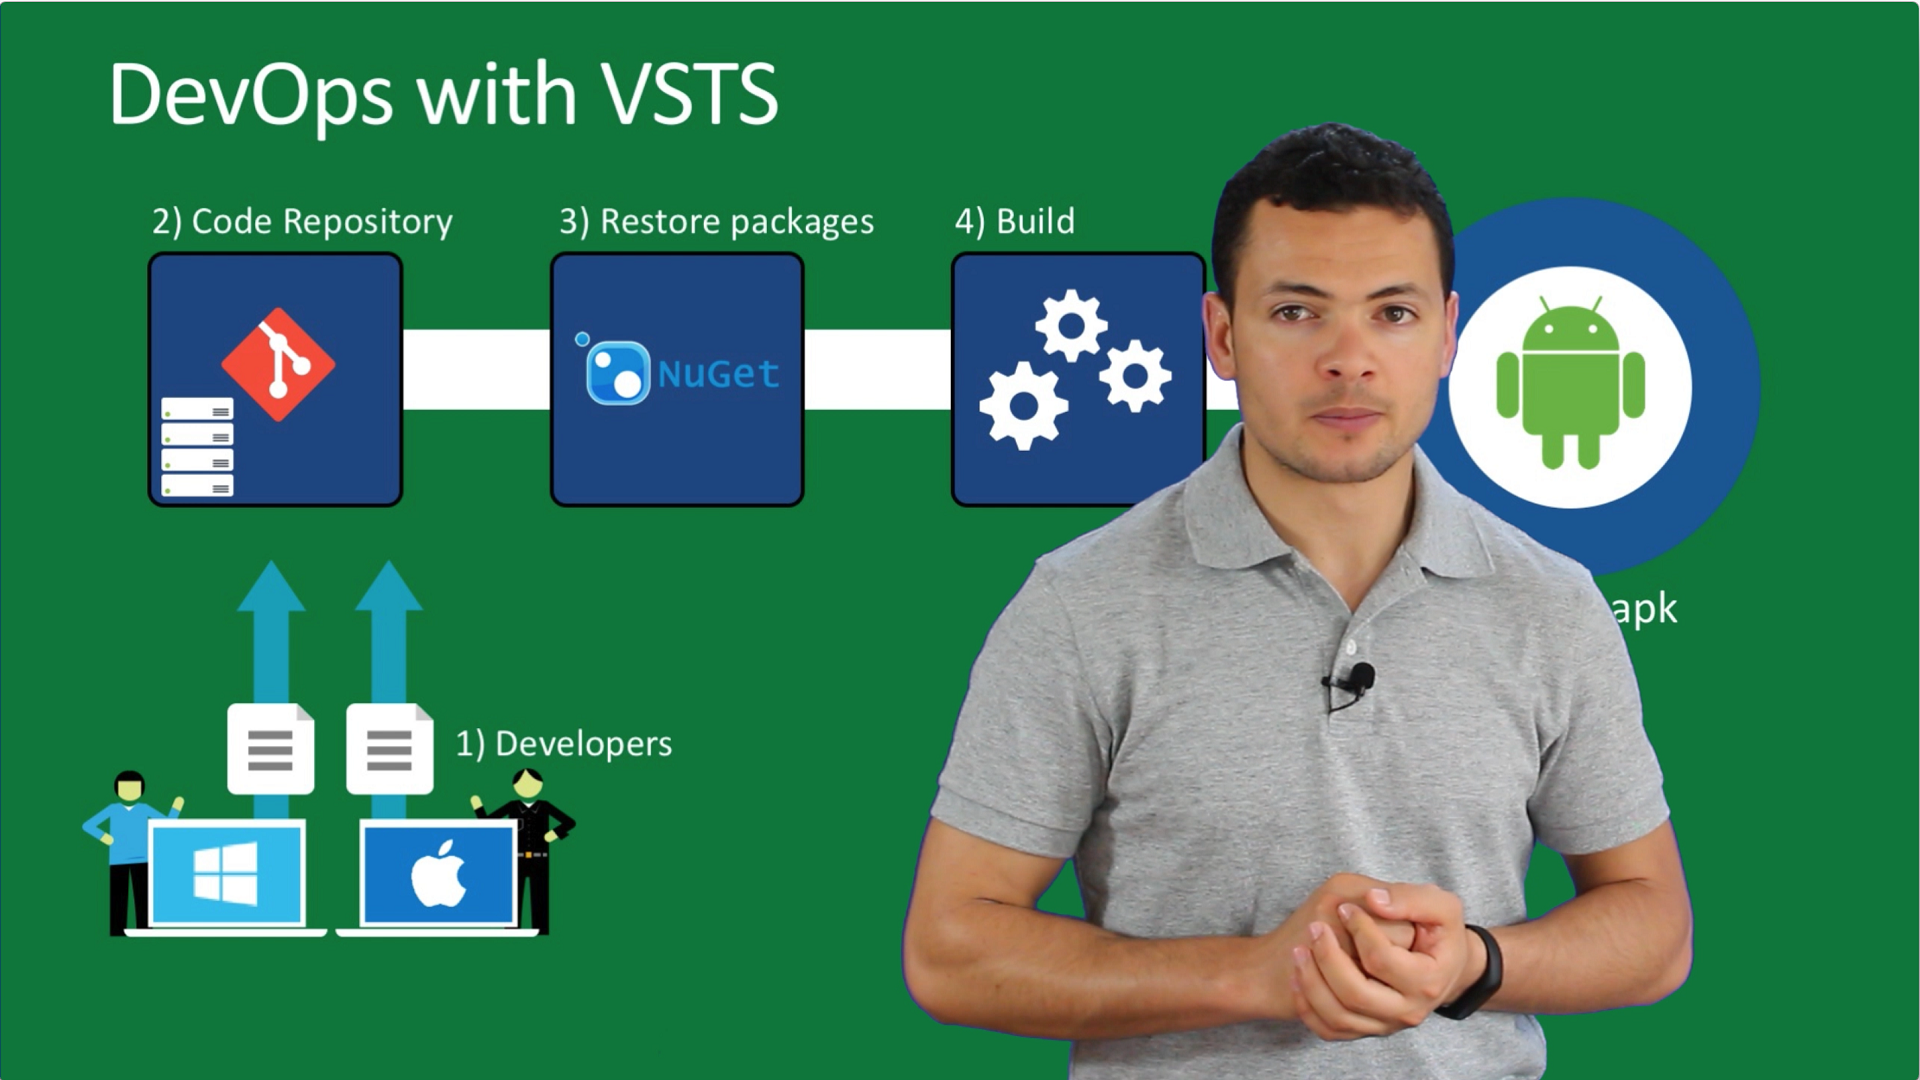 DevOps with VSTS
2) Code Repository
3) Restore packages
4) Build
NuGet
apk
1) Developers